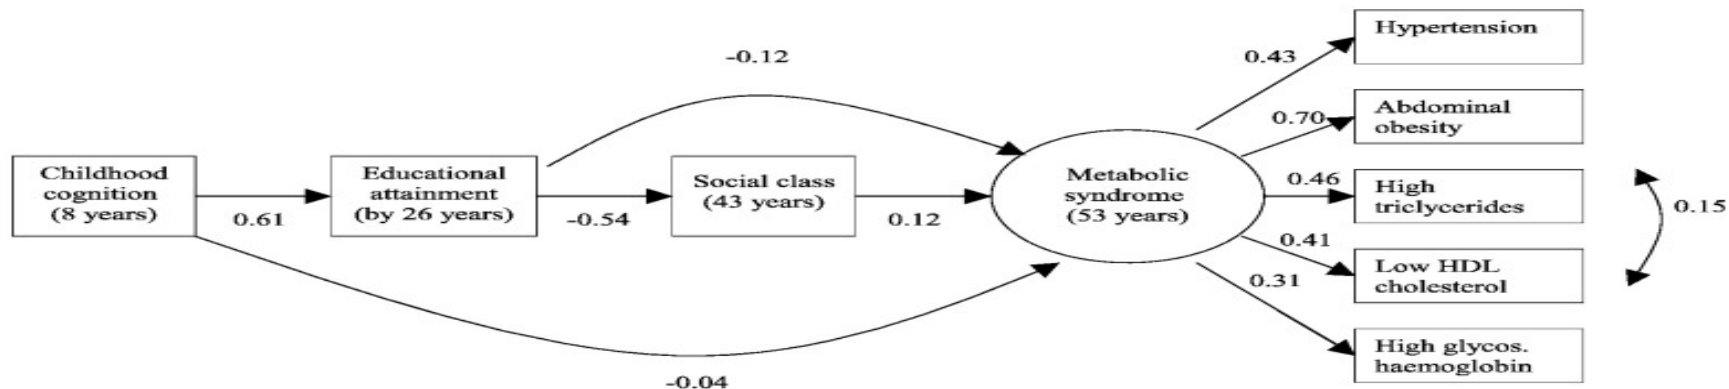 Childhood
cognition
(8 years)
0.61
Educational
attainment
(by 26 years)
-0.54
-0.12
Social class
(43 years)
0.12
-0.04
Metabolic
syndrome
(53 years)
0.43
Hypertension
0.70
Abdominal
obesity
0.46
High
triclycerides
0.41
Low HDL
cholesterol
0.31
High glycos.
haemoglobin
0.15